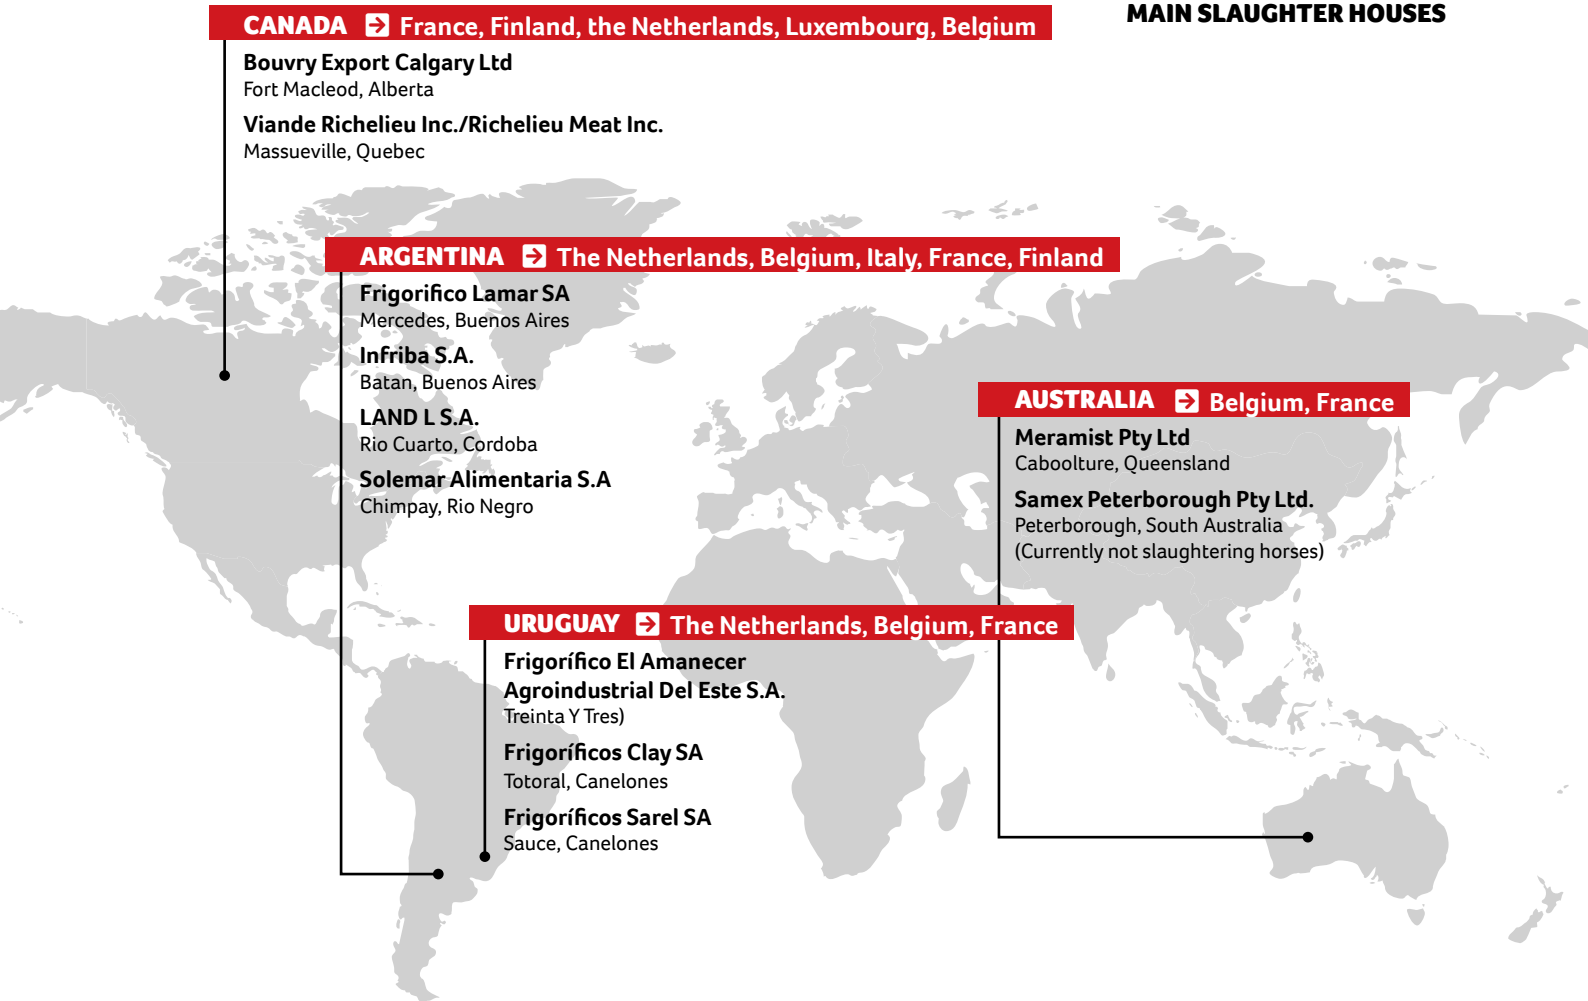 MAIN SLAUGHTER HOUSES
CANADA → France, Finland, the Netherlands, Luxembourg, Belgium
Bouvry Export Calgary Ltd
Fort Macleod, Alberta
Viande Richelieu Inc./Richelieu Meat Inc.
Massueville, Quebec
ARGENTINA → The Netherlands, Belgium, Italy, France, Finland
Frigorifico Lamar SA
Mercedes, Buenos Aires
Infriba S.A.
Batan, Buenos Aires
LAND L S.A.
Rio Cuarto, Cordoba
Solemar Alimentaria S.A
Chimpay, Rio Negro
AUSTRALIA → Belgium, France
Meramist Pty Ltd
Caboolture, Queensland
Samex Peterborough Pty Ltd.
Peterborough, South Australia
(Currently not slaughtering horses)
URUGUAY → The Netherlands, Belgium, France
Frigorífico El Amanecer
Agroindustrial Del Este S.A.
Treinta Y Tres)
Frigoríficos Clay SA
Totoral, Canelones
Frigoríficos Sarel SA
Sauce, Canelones